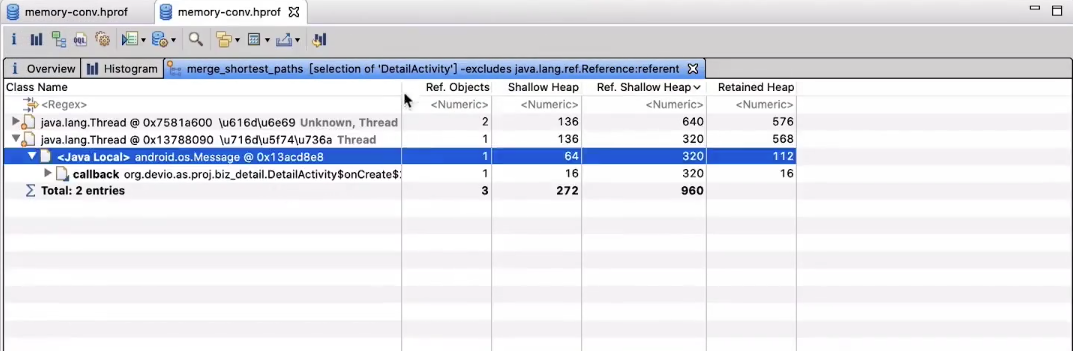 memory-conv.hprof memory-conv.hprof
i OQL
i Overview Histogram merge_shortest_paths [selection of 'DetailActivity'] -excludes java.lang.ref.Reference:referent
Class Name Ref. Objects Shallow Heap Ref. Shallow Heap Retained Heap
<Regex> <Numeric> <Numeric> <Numeric> <Numeric>
java.lang.Thread @ 0x7581a600 \u616d\u6e69 Unknown, Thread 2 136 640 576
java.lang.Thread @ 0x13788090 \u716d\u5f74\u736a Thread 1 136 320 568
<Java Local> android.os.Message @ 0x13acd8e8 1 64 320 112
callback org.devio.as.proj.biz_detail.DetailActivity$onCreate$ 1 16 320 16
Σ Total: 2 entries 3 272 960